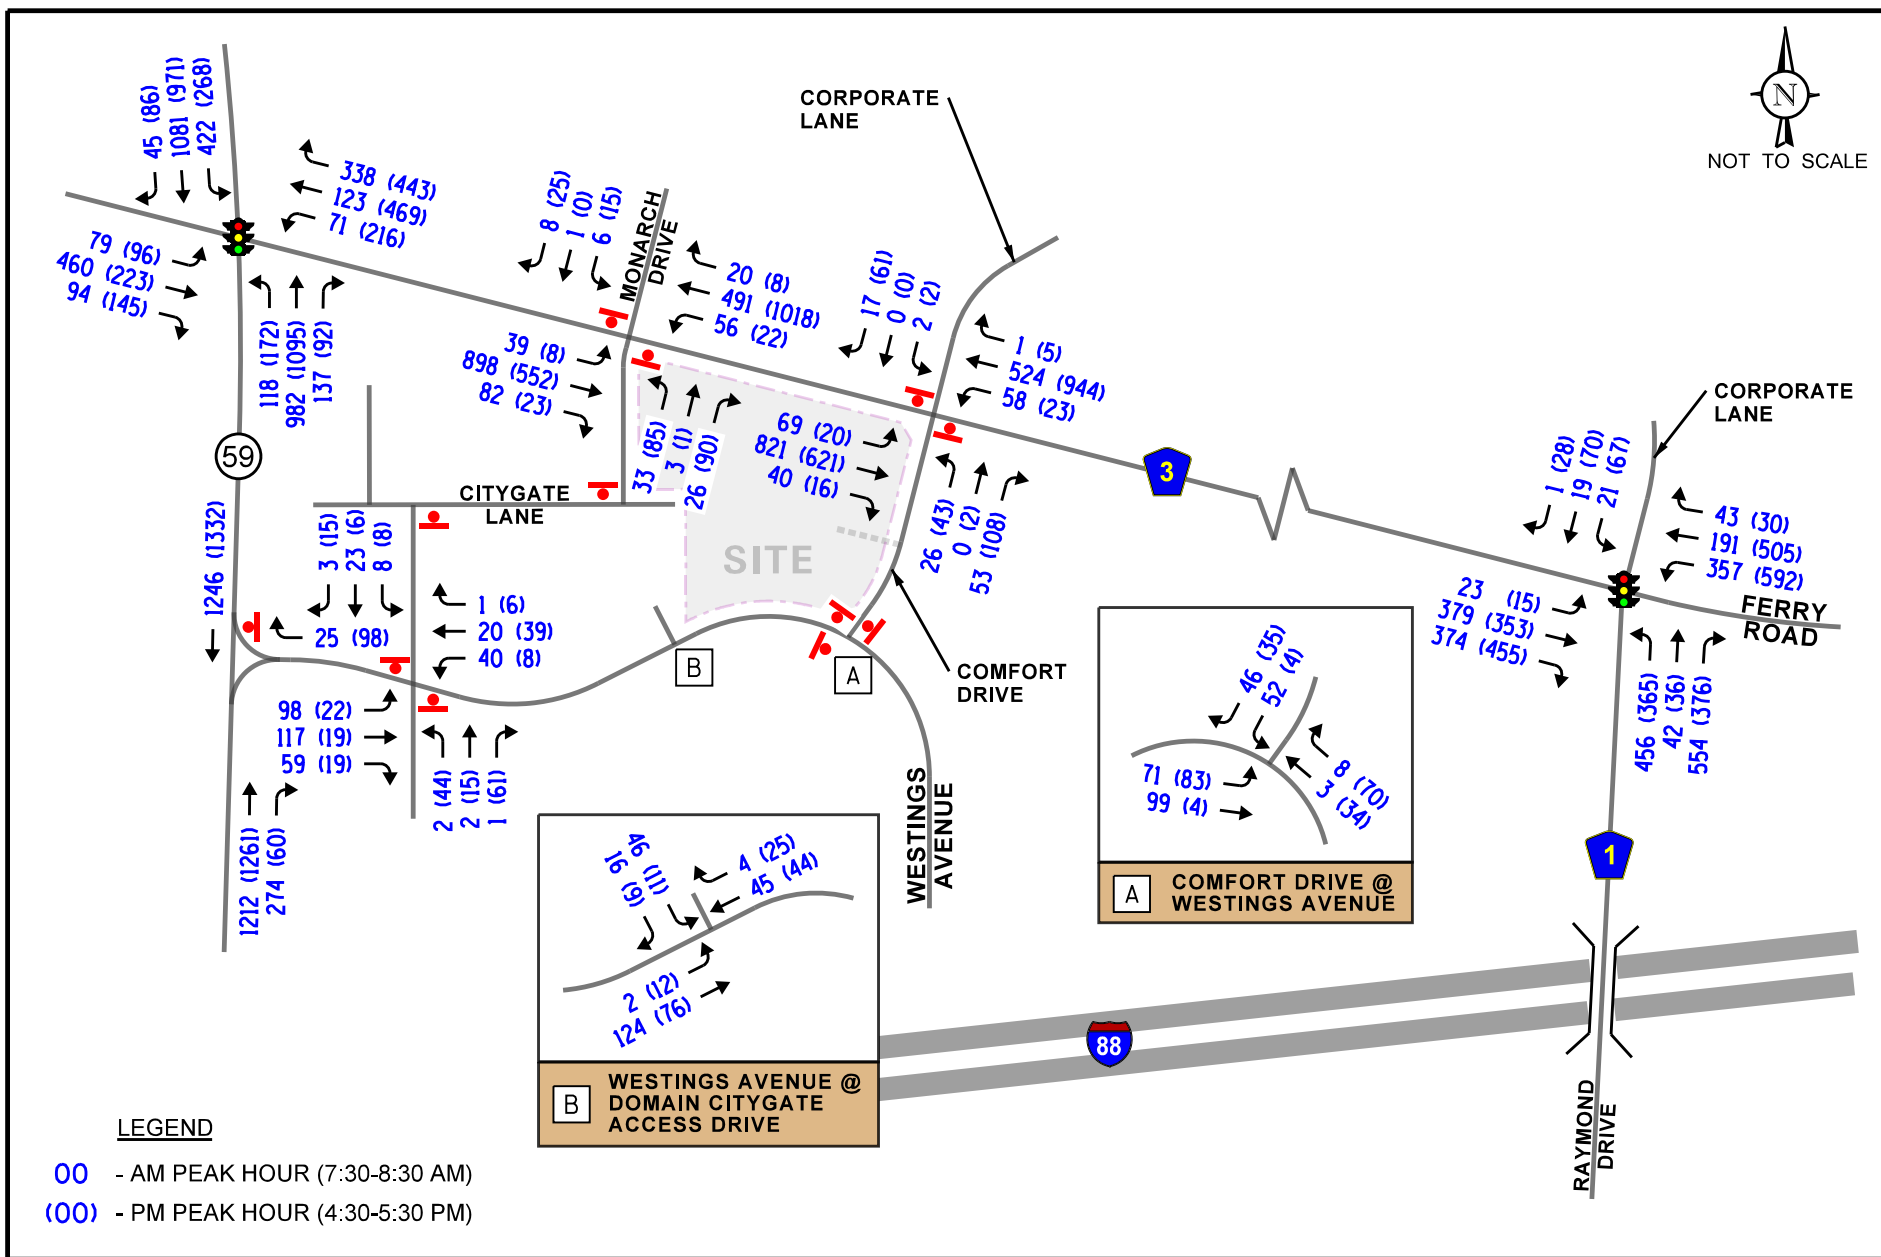 45 (86)
1081 (971)
422 (268)
338 (443)
123 (469)
71 (216)
79 (96)
460 (223)
94 (145)
118 (172)
982 (1095)
137 (92)
8 (25)
1 (0)
6 (15)
MONARCH
DRIVE
20 (8)
491 (1018)
56 (22)
39 (8)
898 (552)
82 (23)
33 (85)
3 (1)
26 (90)
CORPORATE
LANE
17 (61)
0 (0)
2 (2)
1 (5)
524 (944)
58 (23)
69 (20)
821 (621)
40 (16)
26 (43)
0 (2)
53 (108)
N
NOT TO SCALE
3
CORPORATE
LANE
1 (28)
19 (70)
21 (67)
43 (30)
191 (505)
357 (592)
23 (15)
379 (353)
374 (455)
456 (365)
42 (36)
554 (376)
FERRY
ROAD
59
CITYGATE
LANE
SITE
1246 (1332)
25 (98)
3 (15)
23 (6)
8 (8)
1 (6)
20 (39)
40 (8)
98 (22)
117 (19)
59 (19)
2 (44)
2 (15)
1 (61)
1212 (1261)
274 (60)
B
A
COMFORT
DRIVE
WESTINGS
AVENUE
46 (35)
52 (4)
71 (83)
99 (4)
8 (70)
3 (34)
A
COMFORT DRIVE @
WESTINGS AVENUE
46 (11)
16 (9)
4 (25)
45 (44)
2 (12)
124 (76)
B
WESTINGS AVENUE @
DOMAIN CITYGATE
ACCESS DRIVE
1
88
RAYMOND
DRIVE
LEGEND
00 - AM PEAK HOUR (7:30-8:30 AM)
(00) - PM PEAK HOUR (4:30-5:30 PM)